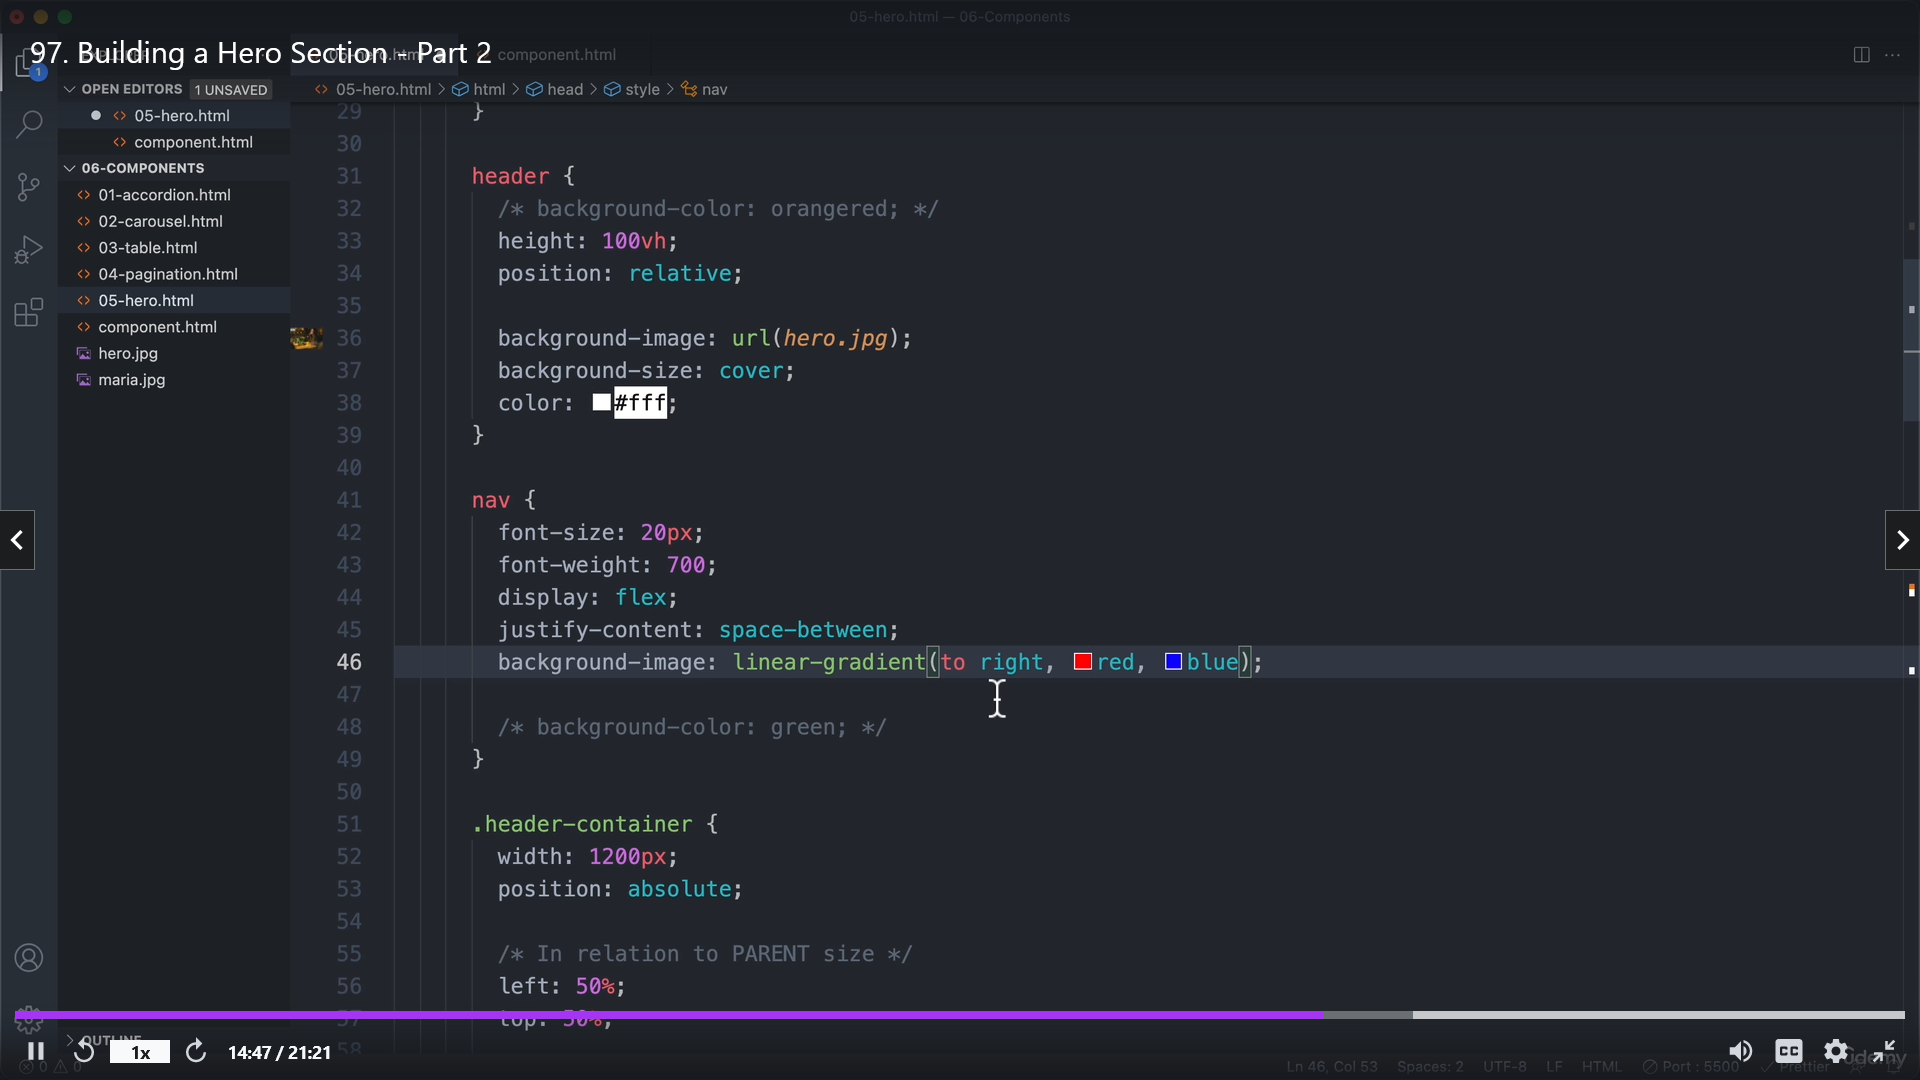 05-hero.html — 06-Components
97. Building a Hero Section - Part 2
component.html
1
OPEN EDITORS 1 UNSAVED
05-hero.html > html > head > style > nav
05-hero.html
component.html
06-COMPONENTS
01-accordion.html
02-carousel.html
03-table.html
04-pagination.html
05-hero.html
component.html
hero.jpg
maria.jpg
29 }
30
31 header {
32 /* background-color: orangered; */
33 height: 100vh;
34 position: relative;
35
36 background-image: url(hero.jpg);
37 background-size: cover;
38 color: #fff;
39 }
40
41 nav {
42 font-size: 20px;
43 font-weight: 700;
44 display: flex;
45 justify-content: space-between;
46 background-image: linear-gradient(to right, red, blue);
47
48 /* background-color: green; */
49 }
50
51 .header-container {
52 width: 1200px;
53 position: absolute;
54
55 /* In relation to PARENT size */
56 left: 50%;
57 top: 50%;
58
OUTLINE
1x 14:47 / 21:21
CC
0 0
Ln 46, Col 53 Spaces: 2 UTF-8 LF HTML Port : 5500 Prettier
udemy